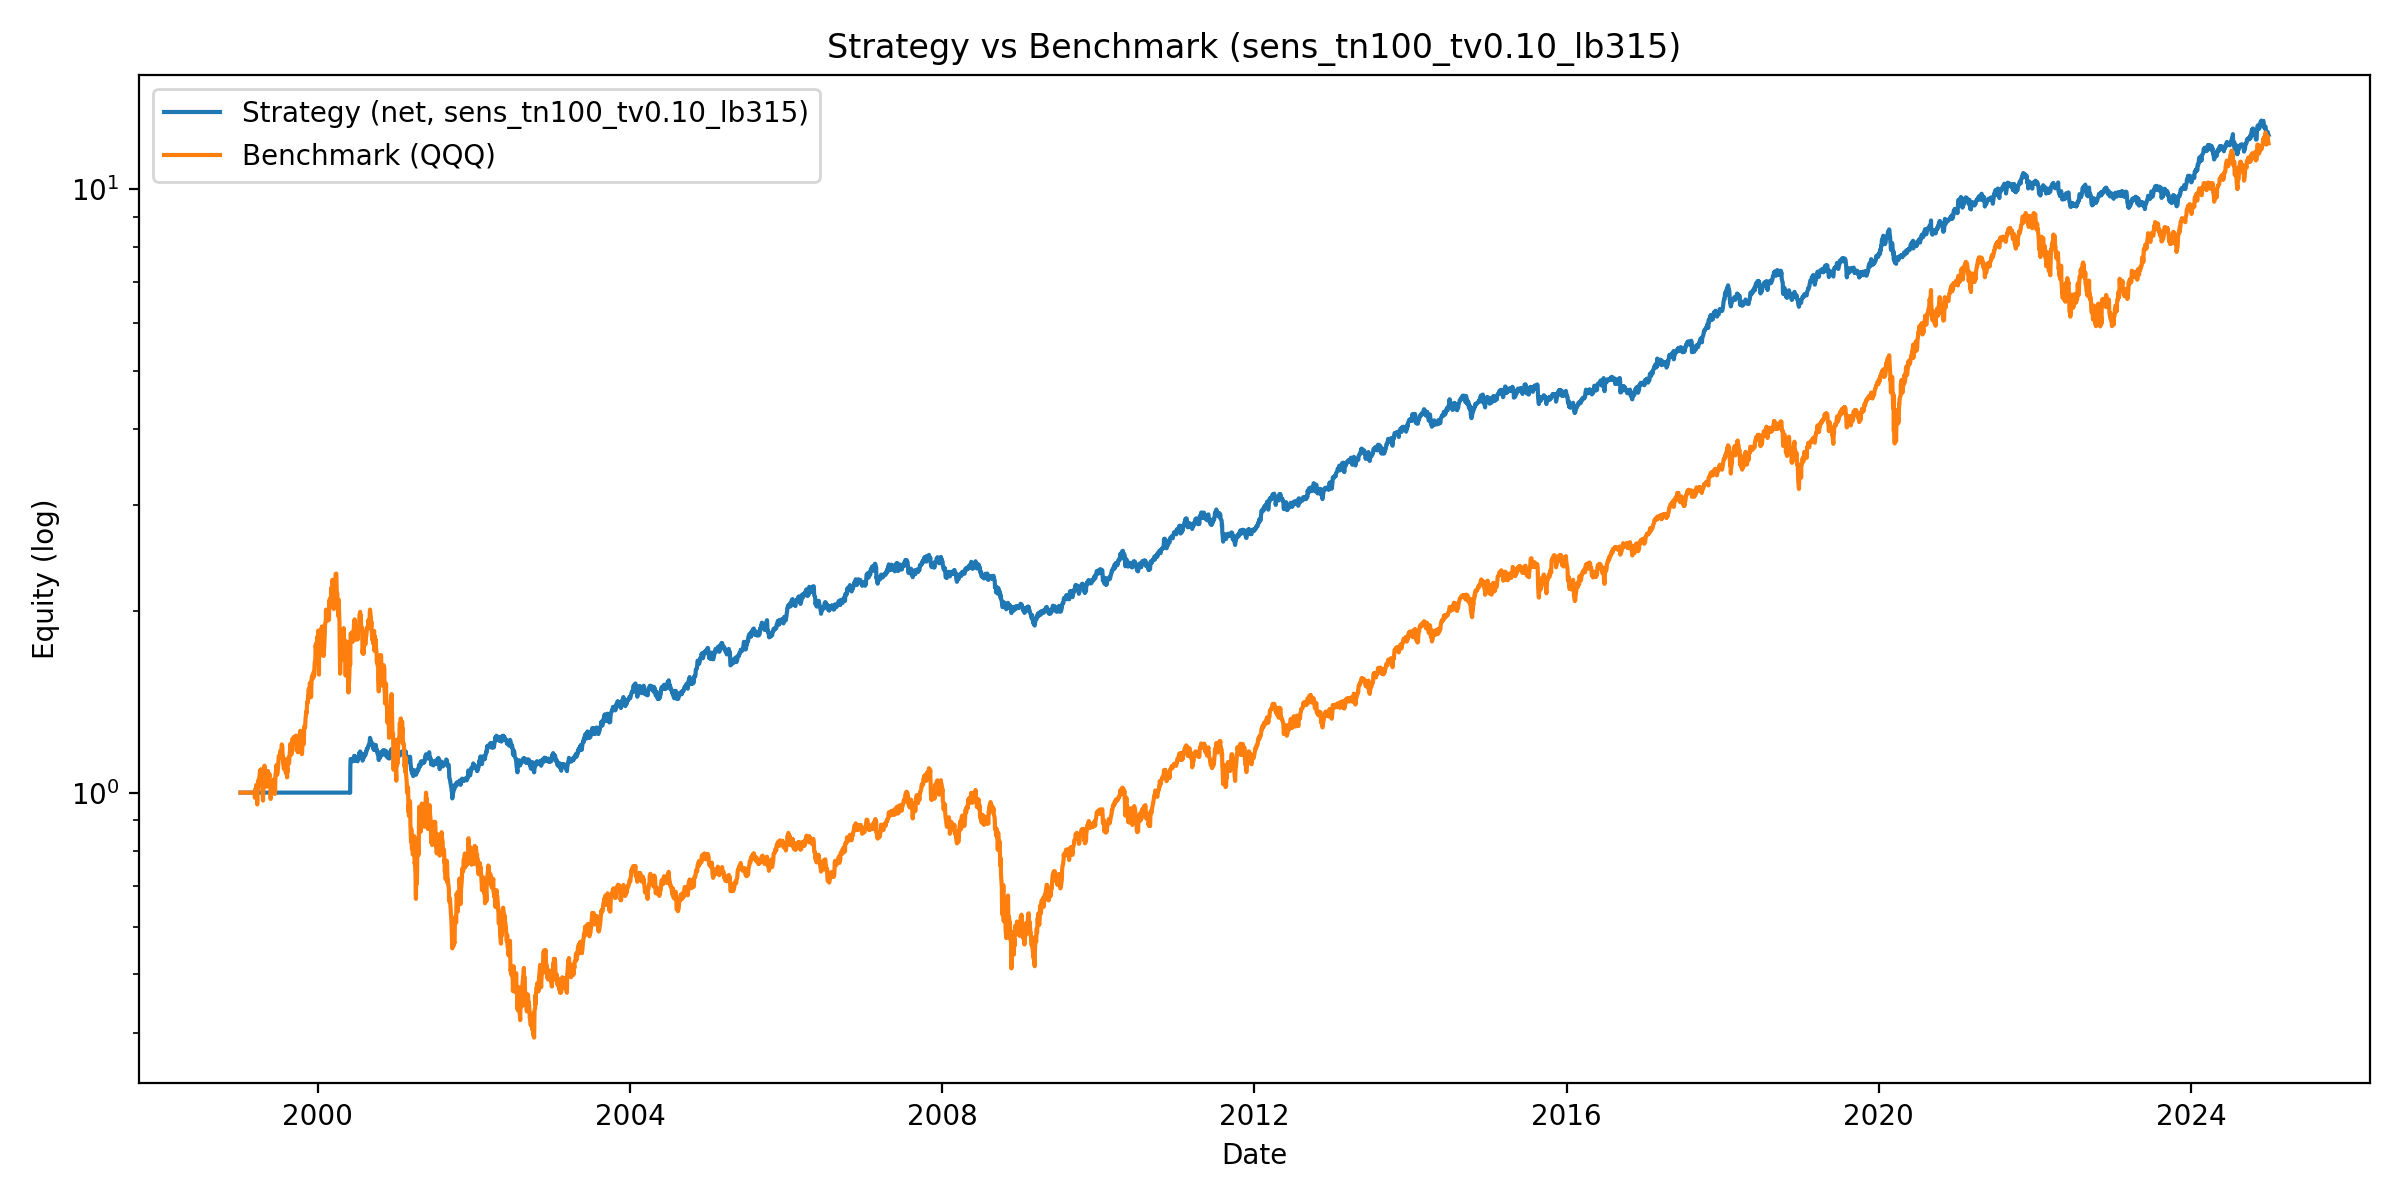 Strategy vs Benchmark (sens_tn100_tv0.10_lb315)
Strategy (net, sens_tn100_tv0.10_lb315)
Benchmark (QQQ)
10¹
10⁰
Equity (log)
2000 2004 2008 2012 2016 2020 2024
Date